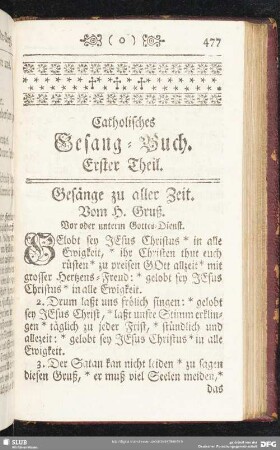 ( o ) 477
Catholisches
Gesang-Buch.
Erster Theil.
Gesänge zu aller Zeit.
Vom H. Gruß.
Vor oder unterm Gottes-Dienst.
GElobt sey JEsus Christus * in alle
Ewigkeit, * ihr Christen thut euch
rüsten * zu preisen GOtt allzeit * mit
grosser Hertzens-Freud: * gelobt sey JEsus
Christus * in alle Ewigkeit.
2. Drum laßt uns frölich singen: * gelobt
sey JEsus Christ, * laßt unsre Stimm erklin-
gen * täglich zu jeder Frist, * stündlich und
allezeit: * gelobt sey JEsus Christus * in alle
Ewigkeit.
3. Der Satan kan nicht leiden * zu sagen
diesen Gruß, * er muß viel Seelen meiden, *
das
SLUB
DFG